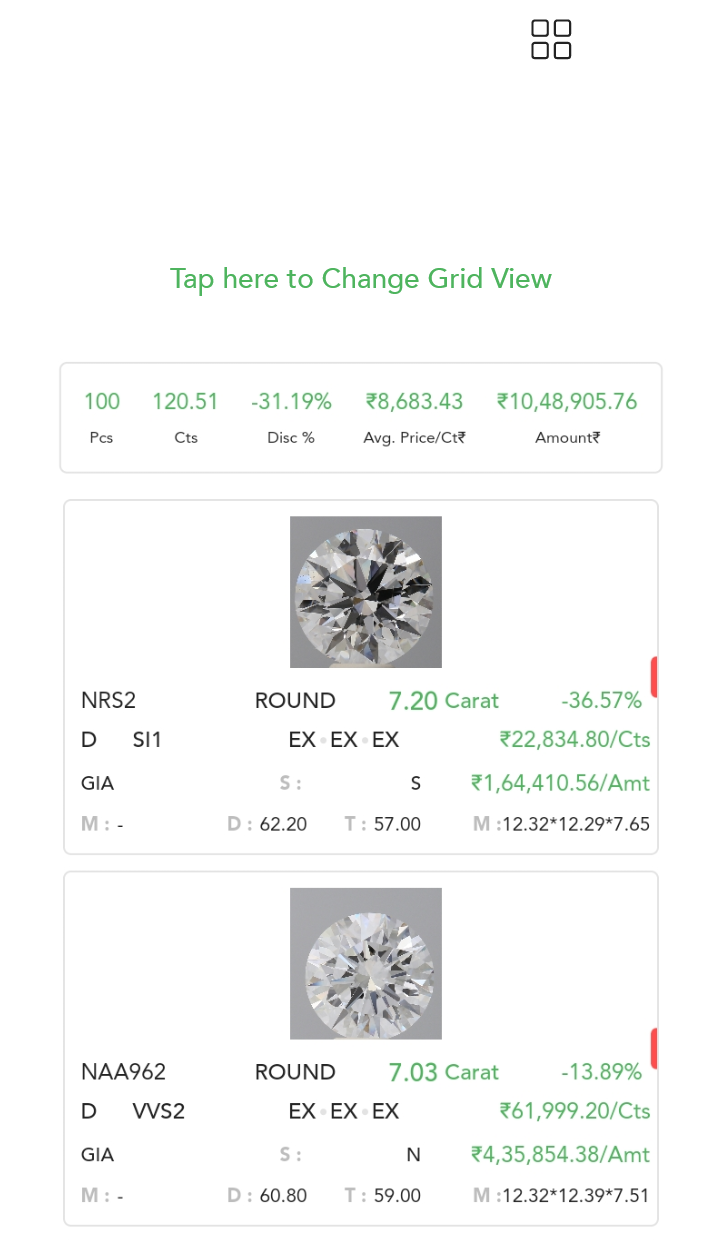 Tap here to Change Grid View
100 120.51 -31.19% ₹8,683.43 ₹10,48,905.76
Pcs Cts Disc % Avg. Price/Ct₹ Amount₹
NRS2 ROUND 7.20 Carat -36.57%
D SI1 EX•EX•EX ₹22,834.80/Cts
GIA S : S ₹1,64,410.56/Amt
M : - D : 62.20 T : 57.00 M :12.32*12.29*7.65
NAA962 ROUND 7.03 Carat -13.89%
D VVS2 EX•EX•EX ₹61,999.20/Cts
GIA S : N ₹4,35,854.38/Amt
M : - D : 60.80 T : 59.00 M :12.32*12.39*7.51